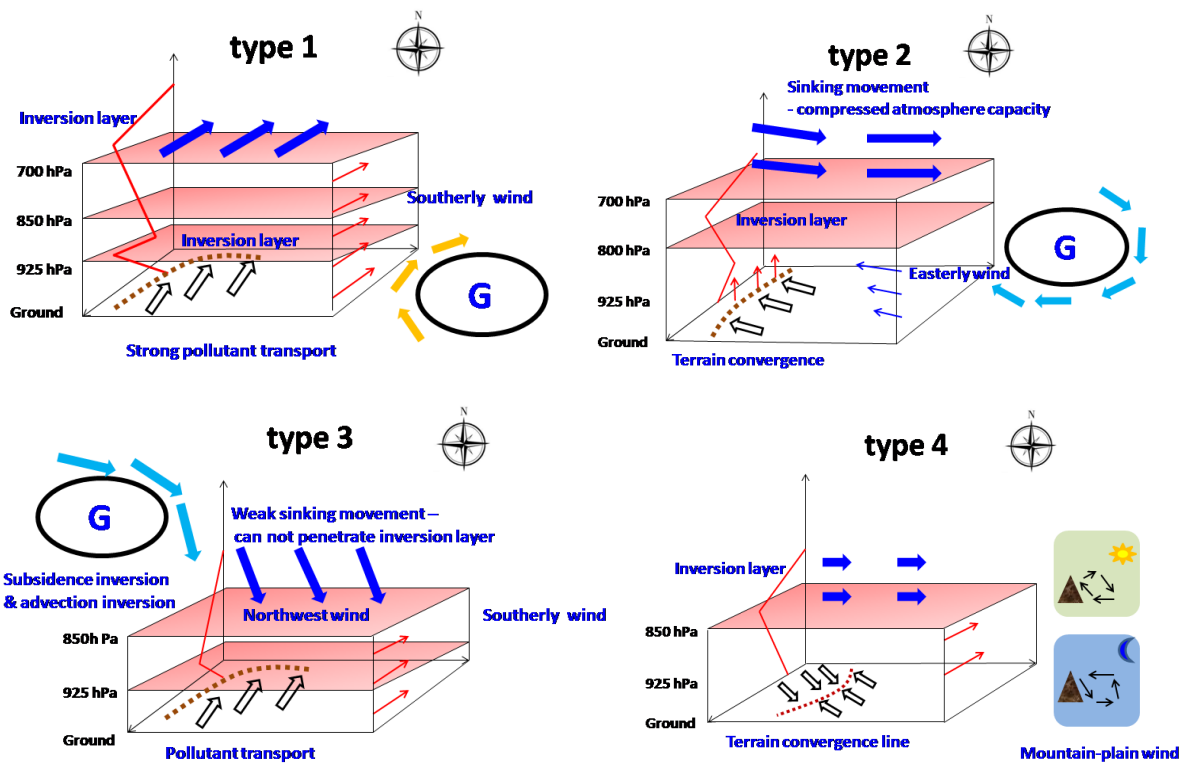 type 1
N
Inversion layer
700 hPa
850 hPa
925 hPa
Ground
Inversion layer
Southerly wind
G
Strong pollutant transport
type 2
N
Sinking movement
- compressed atmosphere capacity
700 hPa
Inversion layer
800 hPa
925 hPa
Ground
Easterly wind
G
Terrain convergence
type 3
N
G
Weak sinking movement –
can not penetrate inversion layer
Subsidence inversion
& advection inversion
Northwest wind
Southerly wind
850h Pa
925 hPa
Ground
Pollutant transport
type 4
N
Inversion layer
850 hPa
925 hPa
Ground
Terrain convergence line
Mountain-plain wind